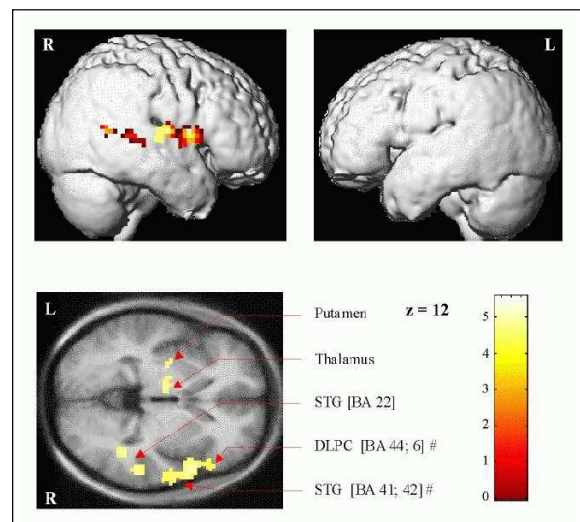 R
L
L
Putamen
z = 12
Thalamus
STG [BA 22]
DLPC [BA 44; 6] #
STG [BA 41; 42] #
R
5
4
3
2
1
0